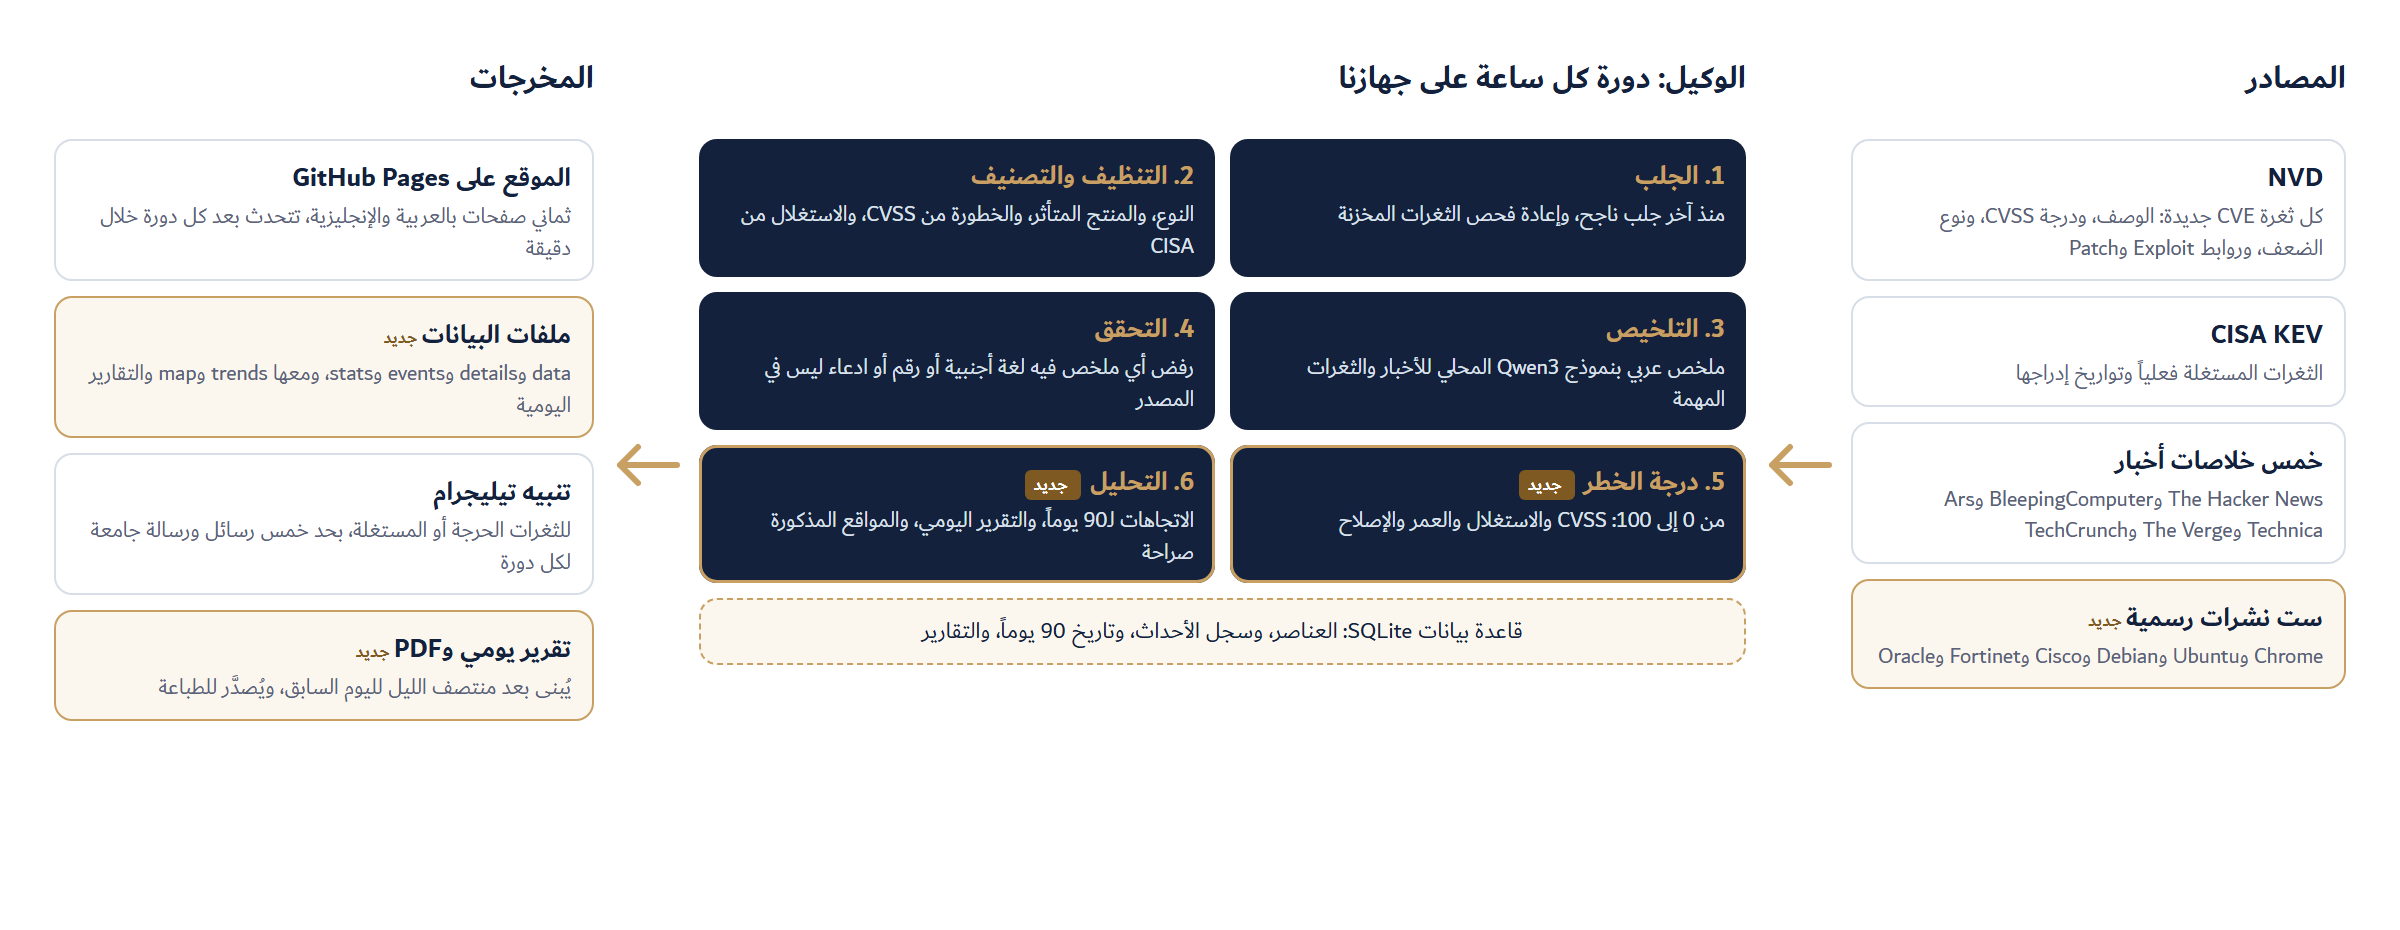 المصادر
NVD
كل ثغرة CVE جديدة: الوصف، ودرجة CVSS، ونوع
الضعف، وروابط Exploit وPatch
CISA KEV
الثغرات المستغلة فعلياً وتواريخ إدراجها
خمس خلاصات أخبار
The Hacker News وBleepingComputer وArs
Technica وThe Verge وTechCrunch
ست نشرات رسمية جديد
Chrome وUbuntu وDebian وCisco وFortinet وOracle
الوكيل: دورة كل ساعة على جهازنا
1. الجلب
منذ آخر جلب ناجح، وإعادة فحص الثغرات المخزنة
2. التنظيف والتصنيف
النوع، والمنتج المتأثر، والخطورة من CVSS، والاستغلال من
CISA
3. التلخيص
ملخص عربي بنموذج Qwen3 المحلي للأخبار والثغرات
المهمة
4. التحقق
رفض أي ملخص فيه لغة أجنبية أو رقم أو ادعاء ليس في
المصدر
5. درجة الخطر جديد
من 0 إلى 100: CVSS والاستغلال والعمر والإصلاح
6. التحليل جديد
الاتجاهات لـ90 يوماً، والتقرير اليومي، والمواقع المذكورة
صراحة
قاعدة بيانات SQLite: العناصر، وسجل الأحداث، وتاريخ 90 يوماً، والتقارير
المخرجات
الموقع على GitHub Pages
ثماني صفحات بالعربية والإنجليزية، تتحدث بعد كل دورة خلال
دقيقة
ملفات البيانات جديد
data وdetails وevents وstats، ومعها trends وmap والتقارير
اليومية
تنبيه تيليجرام
للثغرات الحرجة أو المستغلة، بحد خمس رسائل ورسالة جامعة
لكل دورة
تقرير يومي وPDF جديد
يُبنى بعد منتصف الليل لليوم السابق، ويُصدَّر للطباعة